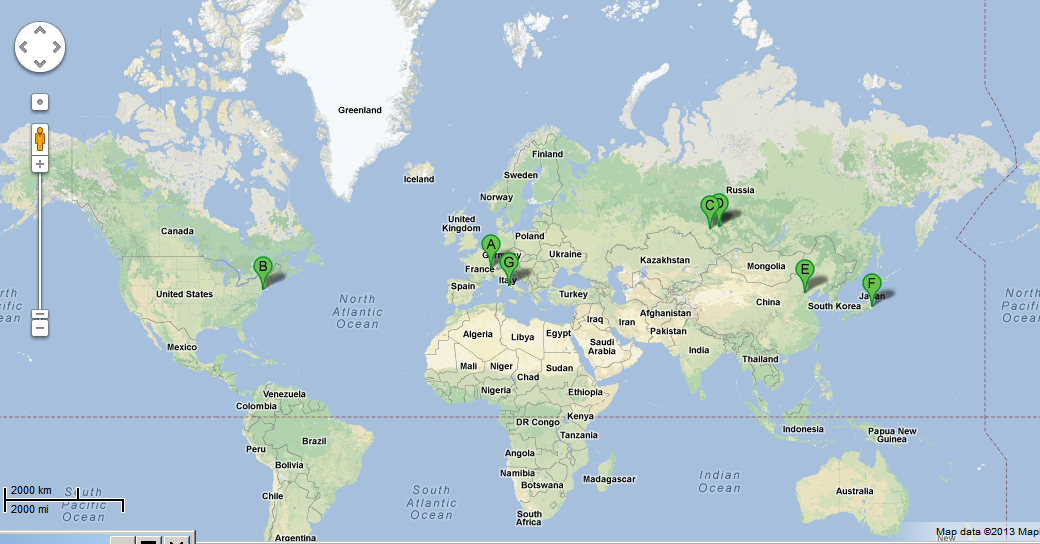 Greenland
Iceland
Finland
Sweden
Norway
Russia
United
Kingdom
Poland
Canada
A
B
C
D
E
F
G
Ukraine
France
Kazakhstan
Mongolia
United States
Spain
Italy
Turkey
China
South Korea
Japan
North
Atlantic
Ocean
North
Pacific
Ocean
Iraq
Iran
Afghanistan
Pakistan
Algeria
Libya
Egypt
Saudi
Arabia
Mexico
India
Thailand
Mali
Niger
Chad
Sudan
Nigeria
Ethiopia
Venezuela
Colombia
DR Congo
Kenya
Tanzania
Indonesia
Papua New
Guinea
Peru
Brazil
Bolivia
Angola
Namibia
Botswana
Madagascar
Indian
Ocean
Australia
Chile
South
Atlantic
Ocean
South
Africa
Argentina
South
Pacific
Ocean
2000 km
2000 mi
Map data ©2013 Map
New